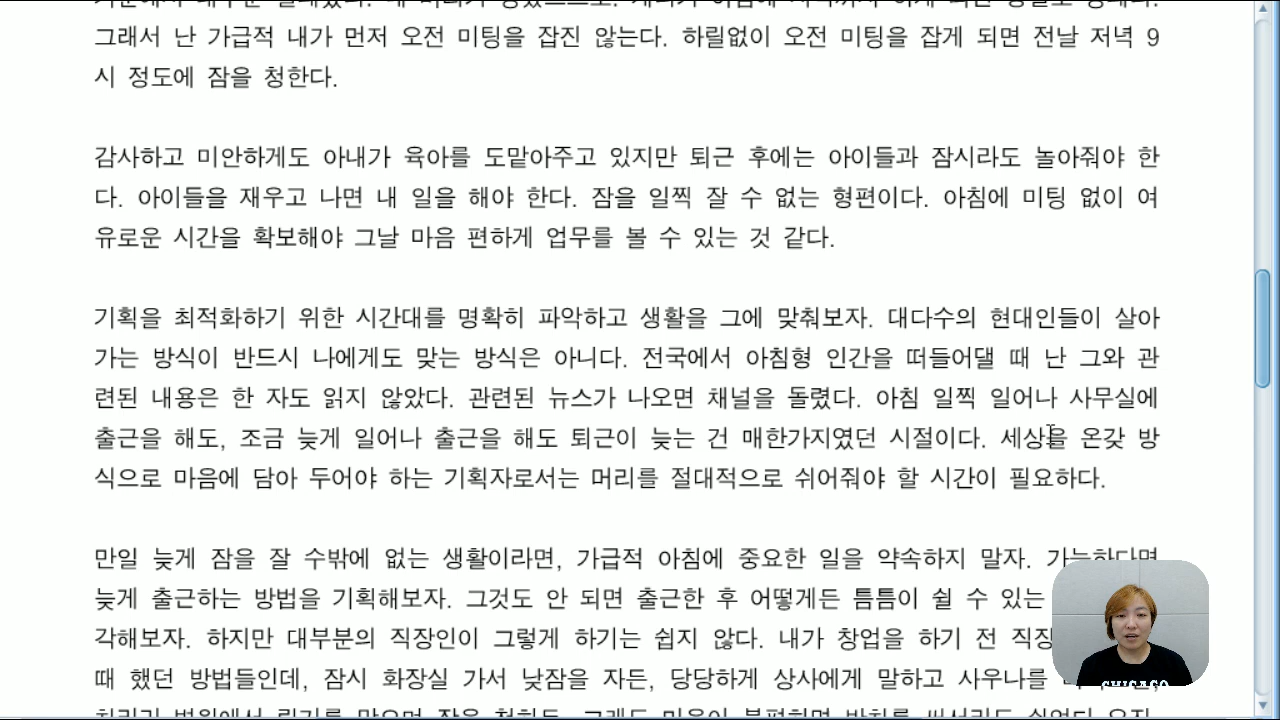 그래서 난 가급적 내가 먼저 오전 미팅을 잡진 않는다. 하릴없이 오전 미팅을 잡게 되면 전날 저녁 9
시 정도에 잠을 청한다.
감사하고 미안하게도 아내가 육아를 도맡아주고 있지만 퇴근 후에는 아이들과 잠시라도 놀아줘야 한
다. 아이들을 재우고 나면 내 일을 해야 한다. 잠을 일찍 잘 수 없는 형편이다. 아침에 미팅 없이 여
유로운 시간을 확보해야 그날 마음 편하게 업무를 볼 수 있는 것 같다.
기획을 최적화하기 위한 시간대를 명확히 파악하고 생활을 그에 맞춰보자. 대다수의 현대인들이 살아
가는 방식이 반드시 나에게도 맞는 방식은 아니다. 전국에서 아침형 인간을 떠들어댈 때 난 그와 관
련된 내용은 한 자도 읽지 않았다. 관련된 뉴스가 나오면 채널을 돌렸다. 아침 일찍 일어나 사무실에
출근을 해도, 조금 늦게 일어나 출근을 해도 퇴근이 늦는 건 매한가지였던 시절이다. 세상을 온갖 방
식으로 마음에 담아 두어야 하는 기획자로서는 머리를 절대적으로 쉬어줘야 할 시간이 필요하다.
만일 늦게 잠을 잘 수밖에 없는 생활이라면, 가급적 아침에 중요한 일을 약속하지 말자. 가능하다면
늦게 출근하는 방법을 기획해보자. 그것도 안 되면 출근한 후 어떻게든 틈틈이 쉴 수 있는
각해보자. 하지만 대부분의 직장인이 그렇게 하기는 쉽지 않다. 내가 창업을 하기 전 직장
때 했던 방법들인데, 잠시 화장실 가서 낮잠을 자든, 당당하게 상사에게 말하고 사우나를
CHICAGO